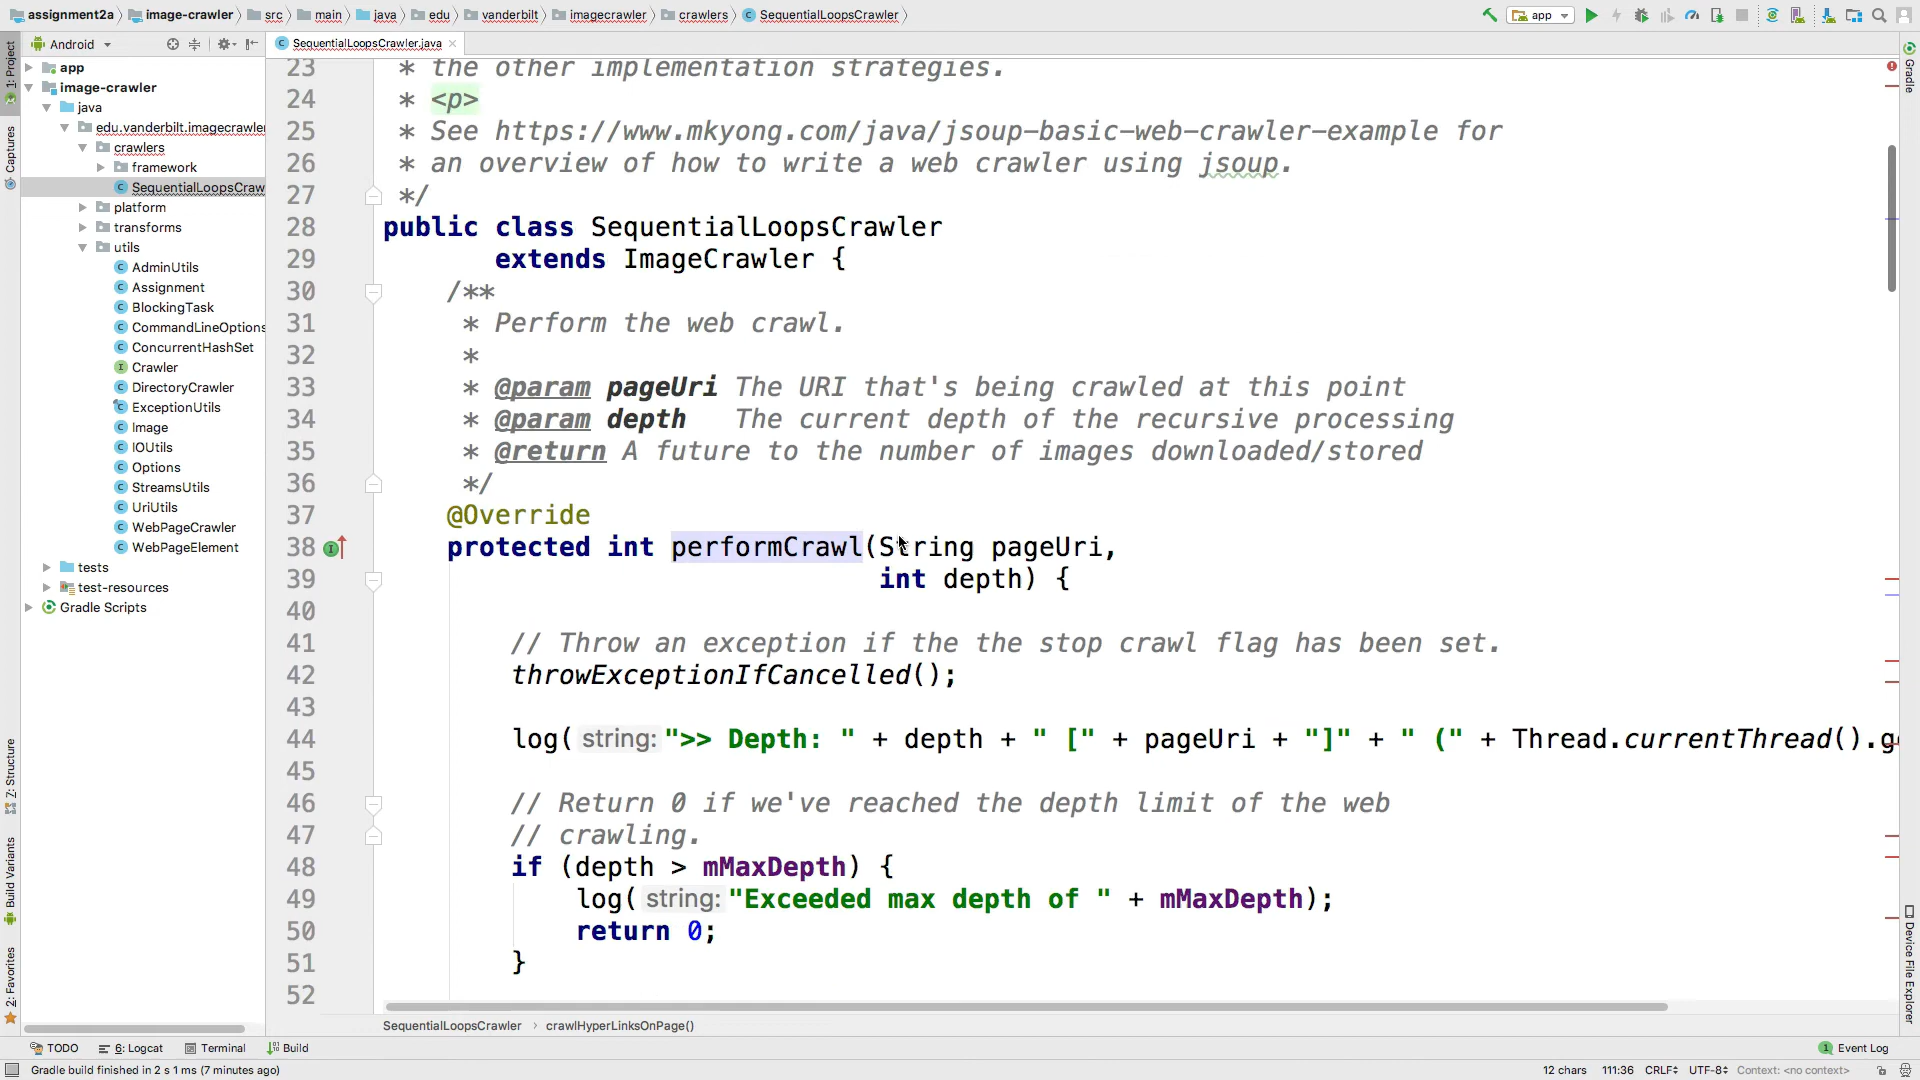 assignment2a image-crawler src main java edu vanderbilt imagecrawler crawlers SequentialLoopsCrawler
app
Android
SequentialLoopsCrawler.java
1: Project
Captures
Z: Structure
Build Variants
2: Favorites
app
image-crawler
java
edu.vanderbilt.imagecrawler
crawlers
framework
SequentialLoopsCraw
platform
transforms
utils
AdminUtils
Assignment
BlockingTask
CommandLineOptions
ConcurrentHashSet
Crawler
DirectoryCrawler
ExceptionUtils
Image
IOUtils
Options
StreamsUtils
UriUtils
WebPageCrawler
WebPageElement
tests
test-resources
Gradle Scripts
23 * the other implementation strategies.
24 * <p>
25 * See https://www.mkyong.com/java/jsoup-basic-web-crawler-example for
26 * an overview of how to write a web crawler using jsoup.
27 */
28 public class SequentialLoopsCrawler
29 extends ImageCrawler {
30 /**
31 * Perform the web crawl.
32 *
33 * @param pageUri The URI that's being crawled at this point
34 * @param depth The current depth of the recursive processing
35 * @return A future to the number of images downloaded/stored
36 */
37 @Override
38 protected int performCrawl(String pageUri,
39 int depth) {
40
41 // Throw an exception if the the stop crawl flag has been set.
42 throwExceptionIfCancelled();
43
44 log( string: ">> Depth: " + depth + " [" + pageUri + "]" + " (" + Thread.currentThread().ge
45
46 // Return 0 if we've reached the depth limit of the web
47 // crawling.
48 if (depth > mMaxDepth) {
49 log( string: "Exceeded max depth of " + mMaxDepth);
50 return 0;
51 }
52
Gradle
Device File Explorer
SequentialLoopsCrawler › crawlHyperLinksOnPage()
TODO 6: Logcat Terminal Build 1 Event Log
Gradle build finished in 2 s 1 ms (7 minutes ago) 12 chars 111:36 CRLF UTF-8 Context: <no context>